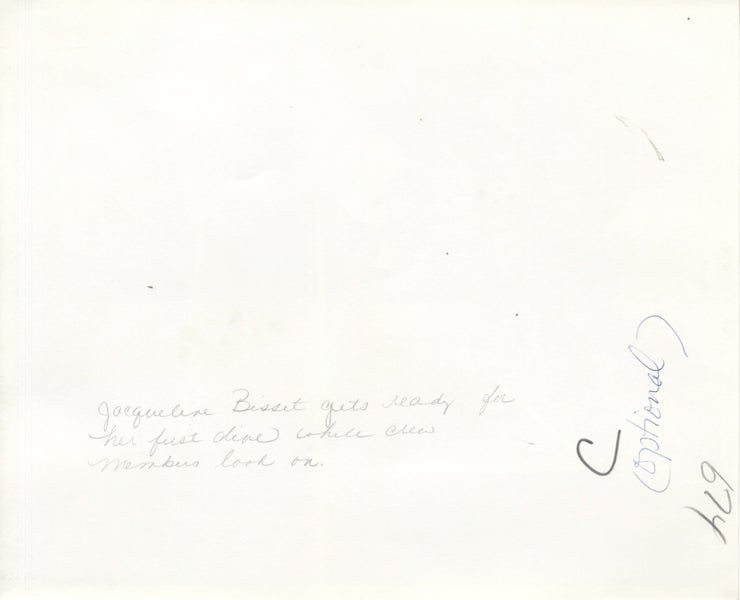 Jacqueline Bisset gets ready for
her first dive while crew
members look on.
C
(optional)
674